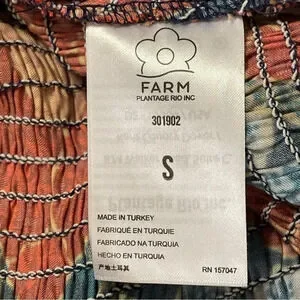 FARM
PLANTAGE RIO INC
301902
S
MADE IN TURKEY
FABRIQUÉ EN TURQUIE
FABRICADO NA TURQUIA
HECHO EN TURQUIA
产地土耳其
RN 157047